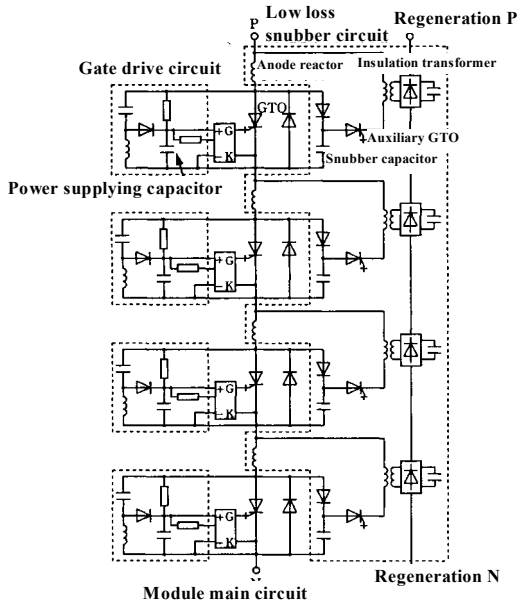 P
Low loss
snubber circuit
Regeneration P
Anode reactor
Insulation transformer
Gate drive circuit
GTO
+G
-K
Auxiliary GTO
Snubber capacitor
Power supplying capacitor
+G
-K
+G
-K
+G
-K
Regeneration N
Module main circuit